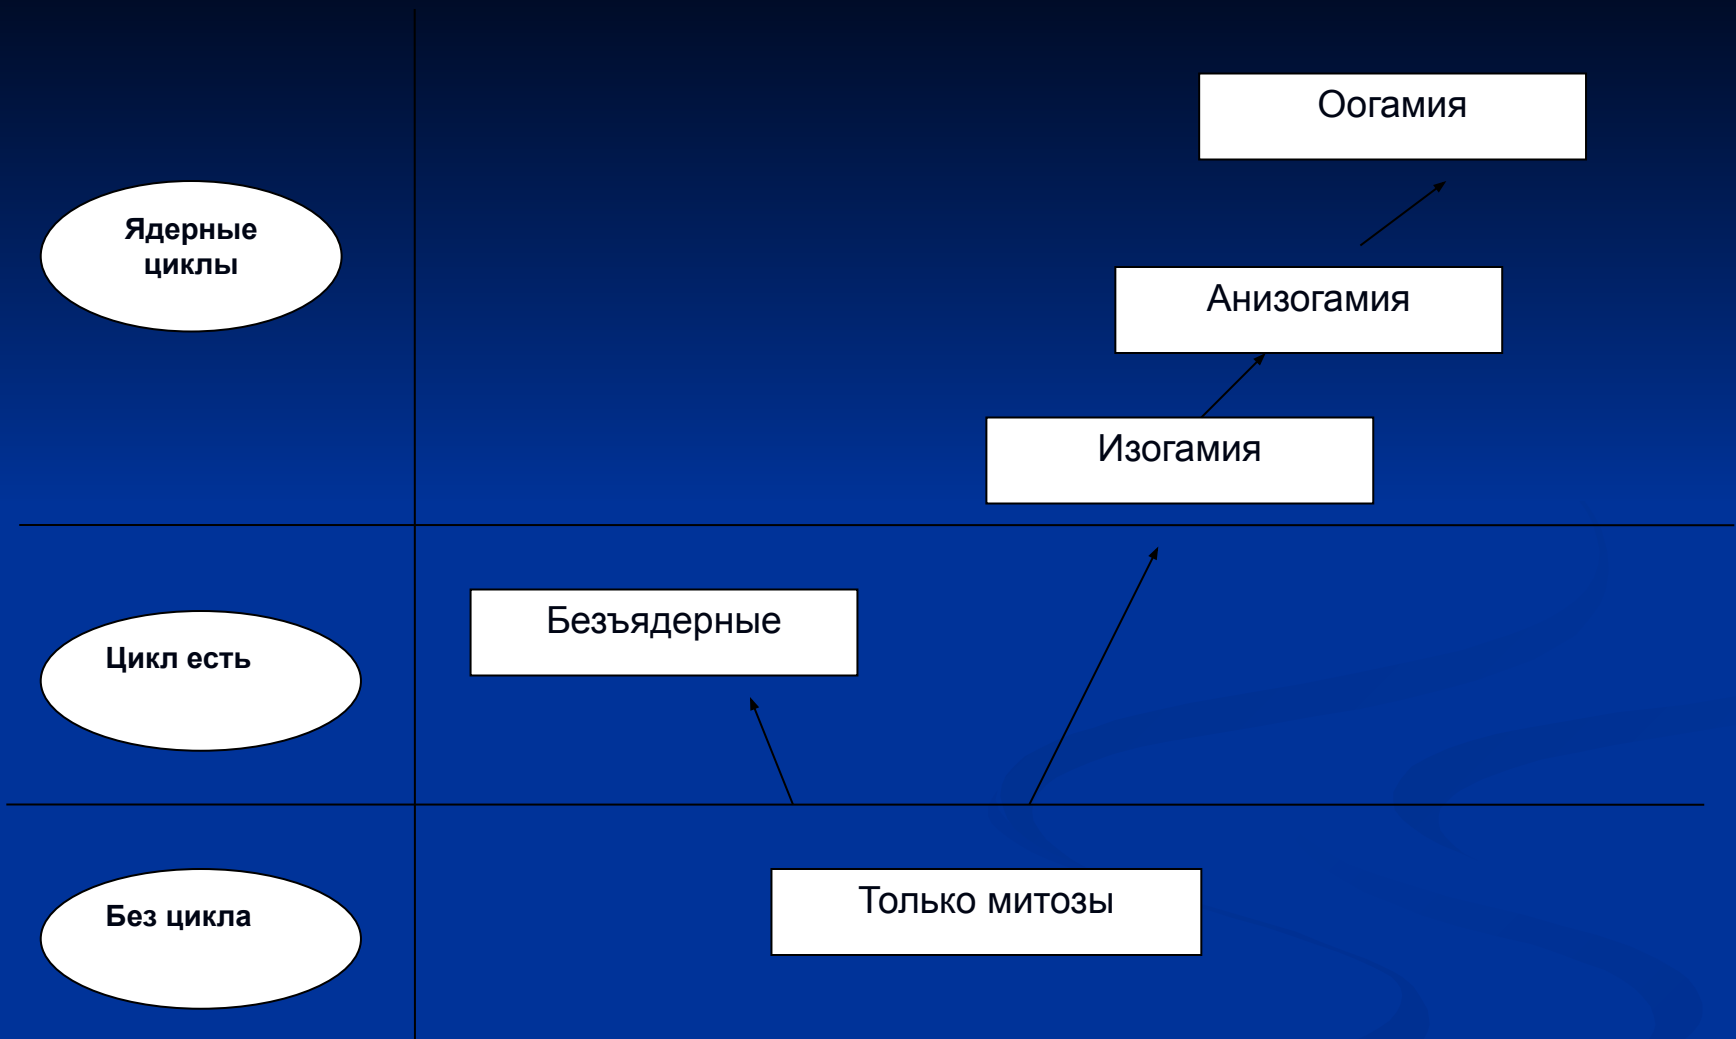 Оогамия
Ядерные
циклы
Анизогамия
Изогамия
Безъядерные
Цикл есть
Только митозы
Без цикла